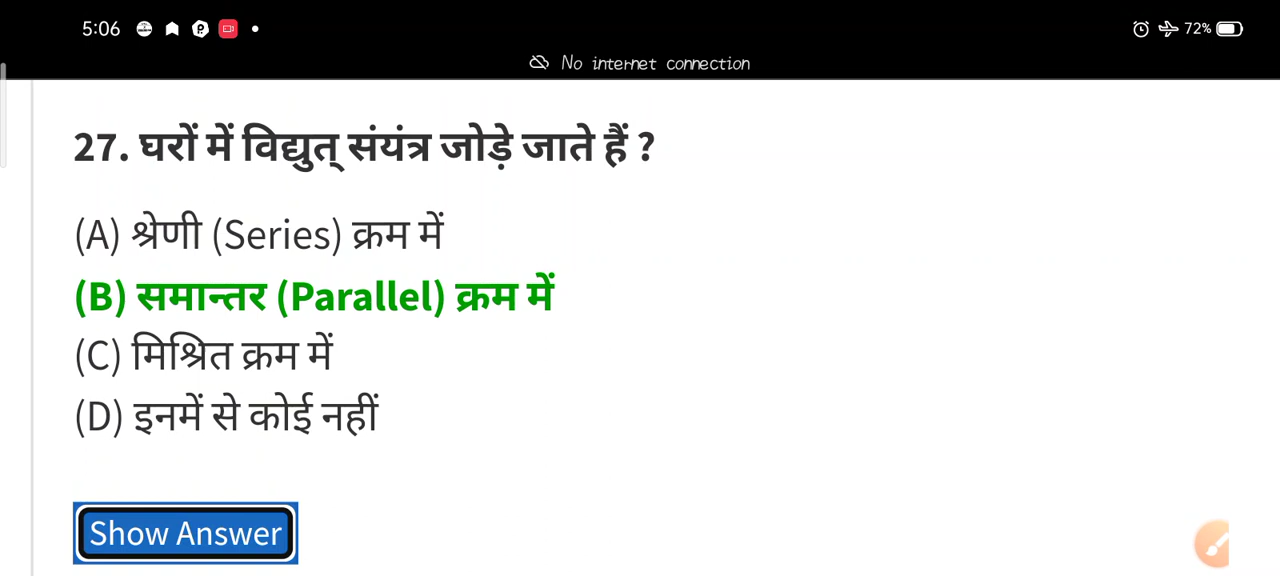 5:06
72%
No internet connection
27. घरों में विद्युत् संयंत्र जोड़े जाते हैं ?
(A) श्रेणी (Series) क्रम में
(B) समान्तर (Parallel) क्रम में
(C) मिश्रित क्रम में
(D) इनमें से कोई नहीं
Show Answer